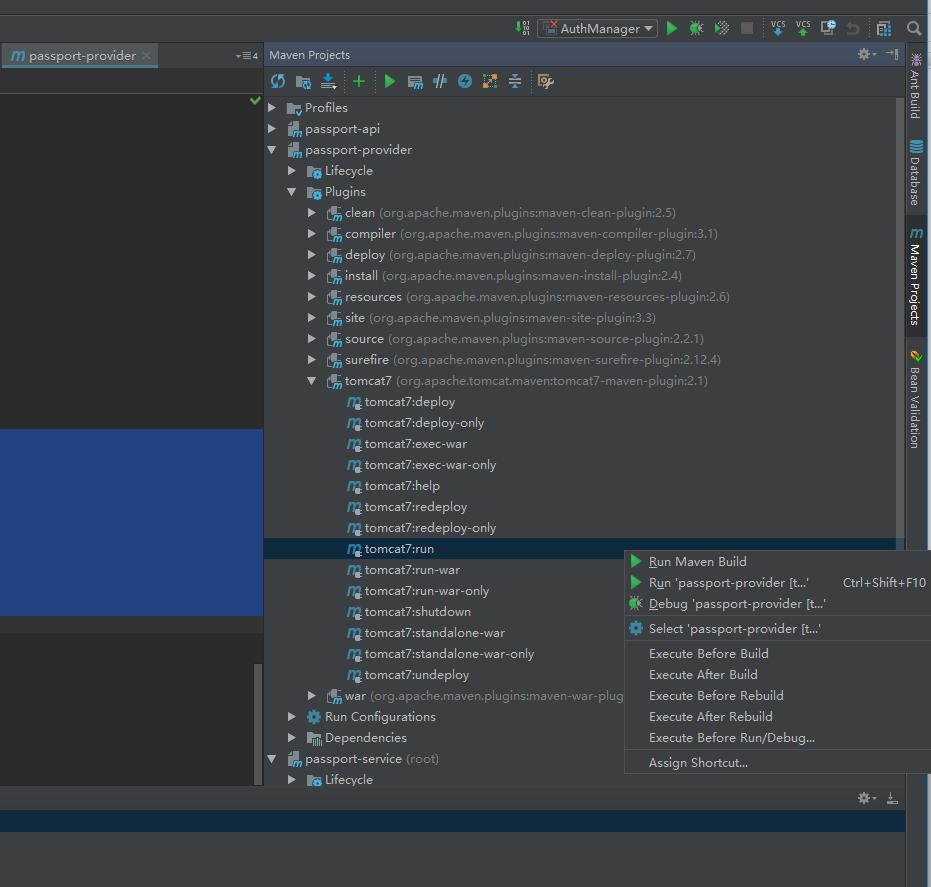 AuthManager
VCS VCS
passport-provider
4
Maven Projects
Profiles
passport-api
passport-provider
Lifecycle
Plugins
clean (org.apache.maven.plugins:maven-clean-plugin:2.5)
compiler (org.apache.maven.plugins:maven-compiler-plugin:3.1)
deploy (org.apache.maven.plugins:maven-deploy-plugin:2.7)
install (org.apache.maven.plugins:maven-install-plugin:2.4)
resources (org.apache.maven.plugins:maven-resources-plugin:2.6)
site (org.apache.maven.plugins:maven-site-plugin:3.3)
source (org.apache.maven.plugins:maven-source-plugin:2.2.1)
surefire (org.apache.maven.plugins:maven-surefire-plugin:2.12.4)
tomcat7 (org.apache.tomcat.maven:tomcat7-maven-plugin:2.1)
tomcat7:deploy
tomcat7:deploy-only
tomcat7:exec-war
tomcat7:exec-war-only
tomcat7:help
tomcat7:redeploy
tomcat7:redeploy-only
tomcat7:run
tomcat7:run-war
tomcat7:run-war-only
tomcat7:shutdown
tomcat7:standalone-war
tomcat7:standalone-war-only
tomcat7:undeploy
war (org.apache.maven.plugins:maven-war-plug
Run Configurations
Dependencies
passport-service (root)
Lifecycle
Run Maven Build
Run 'passport-provider [t...' Ctrl+Shift+F10
Debug 'passport-provider [t...'
Select 'passport-provider [t...'
Execute Before Build
Execute After Build
Execute Before Rebuild
Execute After Rebuild
Execute Before Run/Debug...
Assign Shortcut...
Ant Build
Database
Maven Projects
Bean Validation